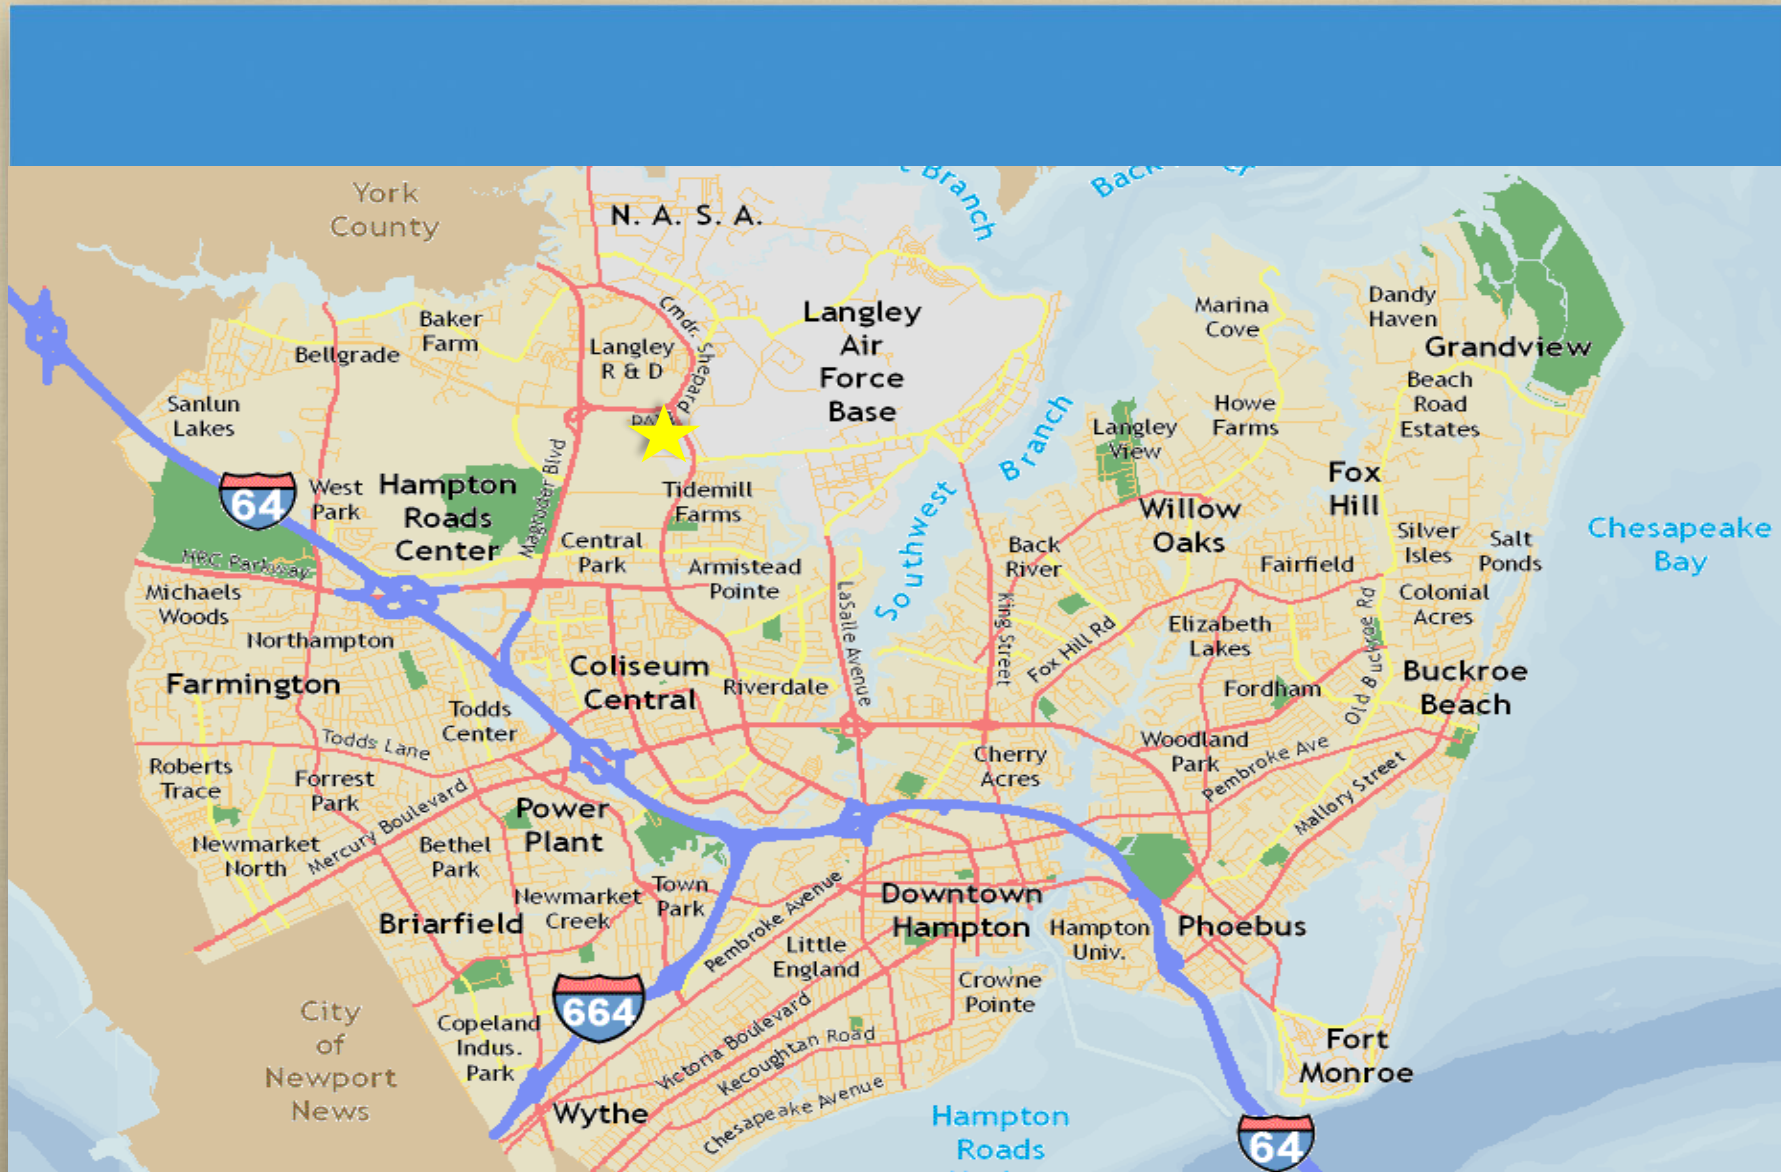 York
County
N. A. S. A.
Branch
Back
Cmdr. Shepard
Langley
Air
Force
Base
Marina
Cove
Dandy
Haven
Grandview
Baker
Farm
Bellgrade
Langley
R & D
Sanlun
Lakes
Beach
Road
Estates
Howe
Farms
Langley
View
Branch
Southwest
Fox
Hill
64
West
Park
Hampton
Roads
Center
Magruder Blvd
Tidemill
Farms
Willow
Oaks
Silver
Isles
Salt
Ponds
Chesapeake
Bay
Central
Park
Back
River
Fairfield
HRC Parkway
Armistead
Pointe
Michaels
Woods
LaSalle Avenue
King Street
Colonial
Acres
Northampton
Fox Hill Rd
Elizabeth
Lakes
Old Buckroe Rd
Farmington
Coliseum
Central
Riverdale
Fordham
Buckroe
Beach
Todds
Center
Todds Lane
Cherry
Acres
Woodland
Park
Pembroke Ave
Roberts
Trace
Forrest
Park
Mercury Boulevard
Power
Plant
Mallory Street
Newmarket
North
Bethel
Park
Newmarket
Creek
Town
Park
Pembroke Avenue
Downtown
Hampton
Briarfield
Hampton
Univ.
Phoebus
Little
England
Crowne
Pointe
664
City
of
Newport
News
Copeland
Indus.
Park
Victoria Boulevard
Kecoughtan Road
Chesapeake Avenue
Wythe
Fort
Monroe
Hampton
Roads
64